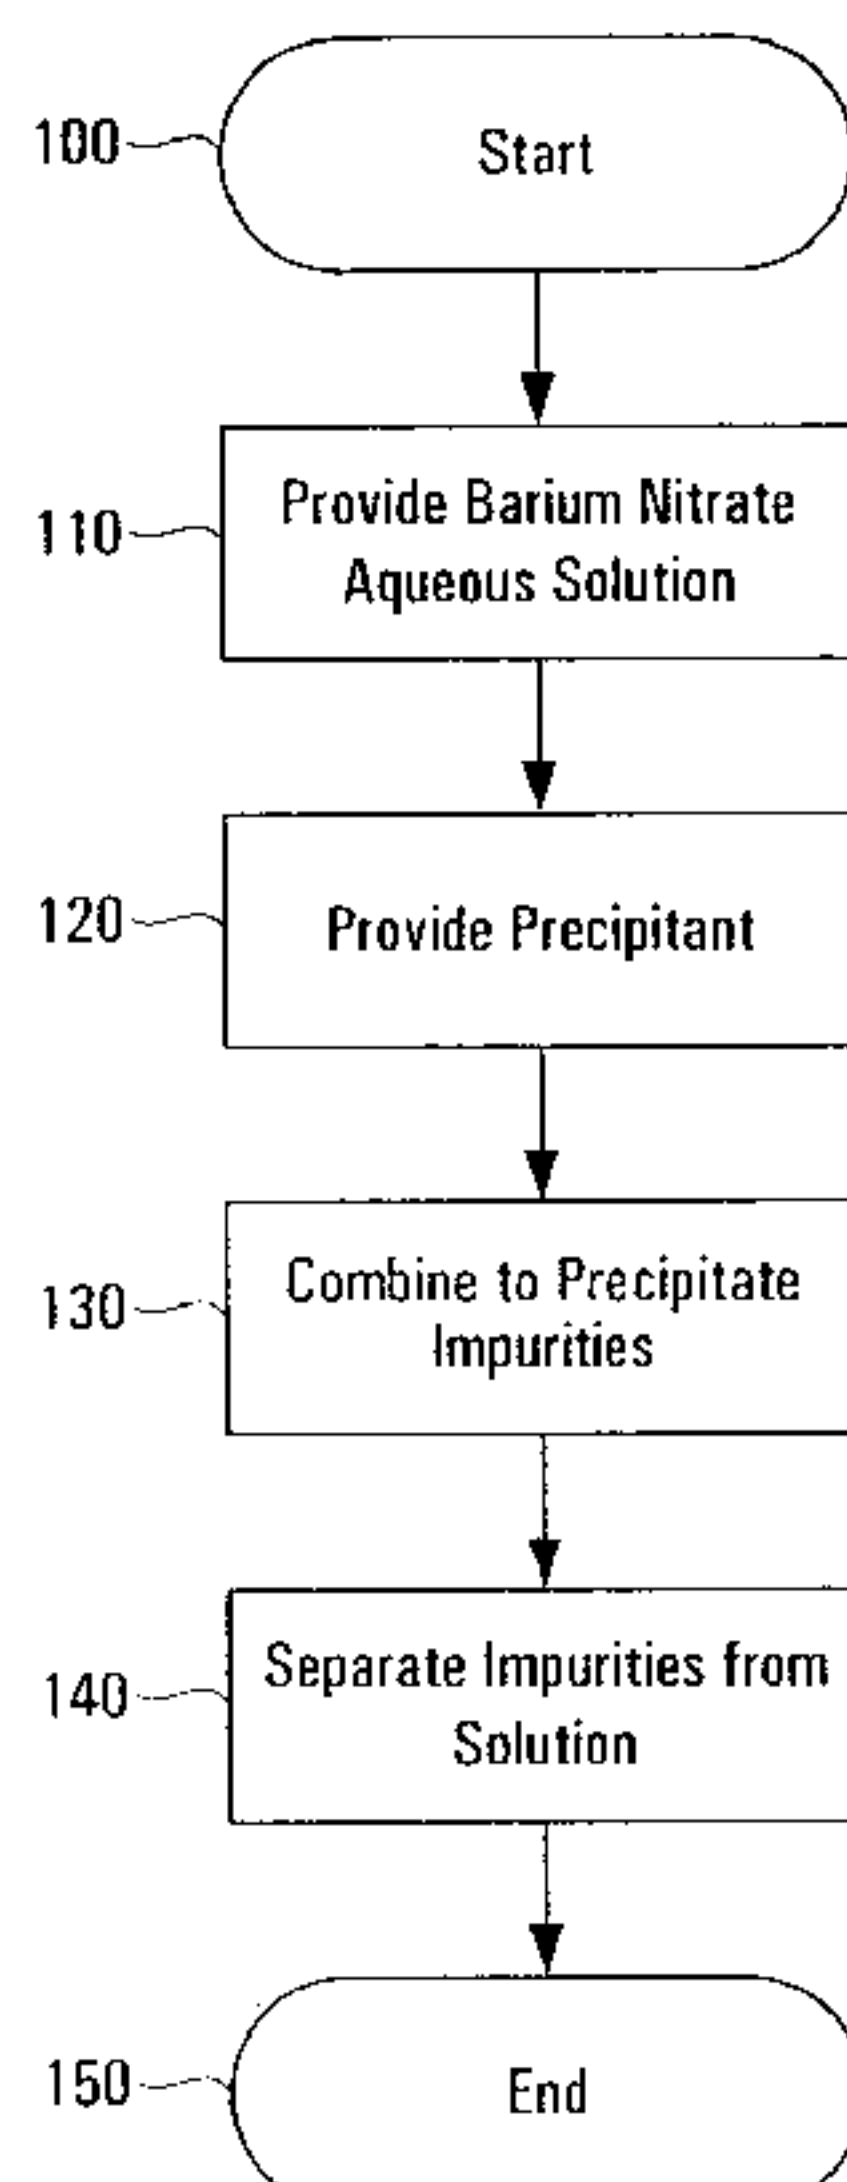 100
Start
110
Provide Barium Nitrate
Aqueous Solution
120
Provide Precipitant
130
Combine to Precipitate
Impurities
140
Separate Impurities from
Solution
150
End